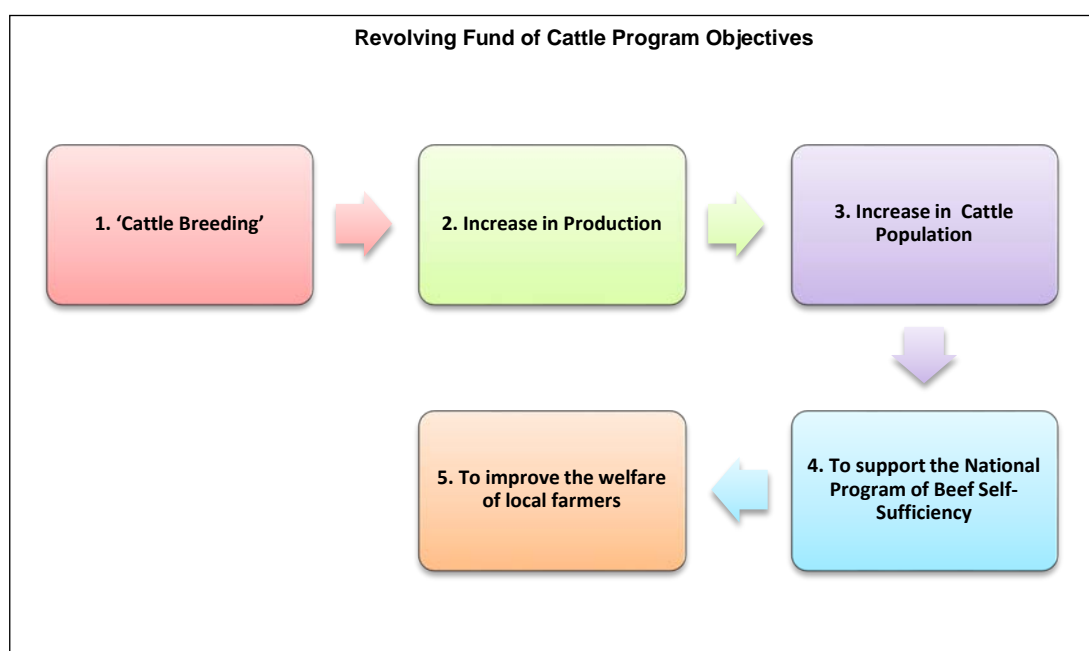 Revolving Fund of Cattle Program Objectives
1. ‘Cattle Breeding’
2. Increase in Production
3. Increase in  Cattle
Population
4. To support the National
Program of Beef Self-
Sufficiency
5. To improve the welfare
of local farmers